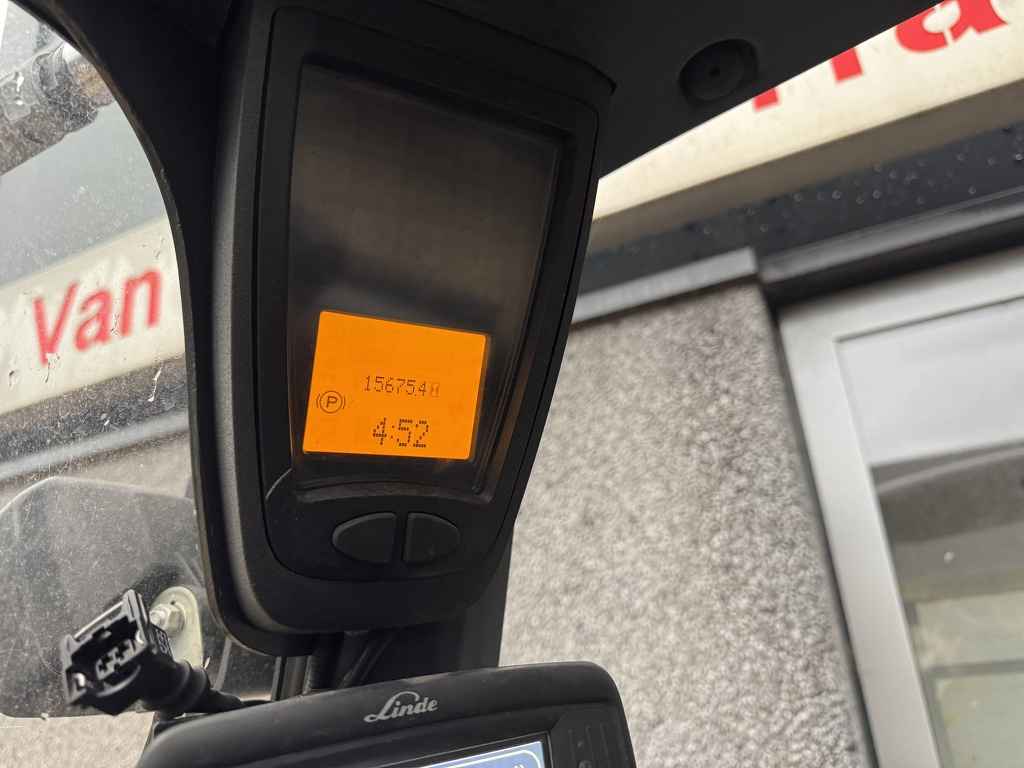 Van
15675.4 h
(P)
4:52
Linde